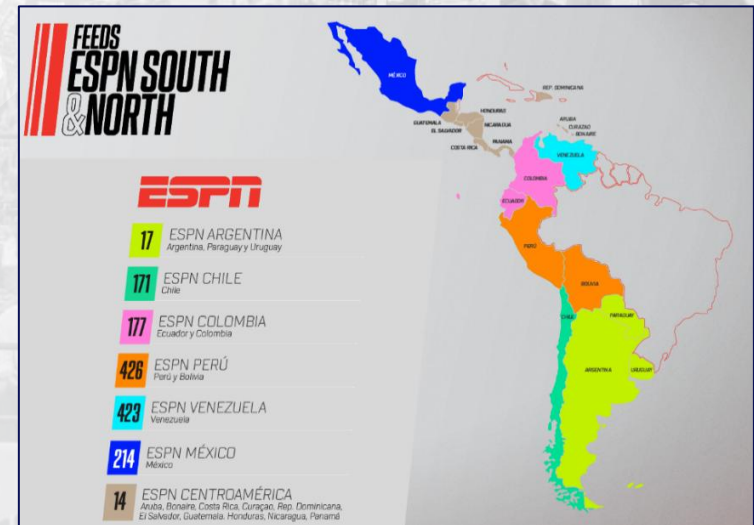 FEEDS
ESPN SOUTH
& NORTH
ESPN
17
ESPN ARGENTINA
Argentina, Paraguay y Uruguay
171
ESPN CHILE
Chile
177
ESPN COLOMBIA
Ecuador y Colombia
426
ESPN PERÚ
Perú y Bolivia
423
ESPN VENEZUELA
Venezuela
214
ESPN MÉXICO
México
14
ESPN CENTROAMÉRICA
Aruba, Bonaire, Costa Rica, Curaçao, Rep. Dominicana,
El Salvador, Guatemala, Honduras, Nicaragua, Panamá
MÉXICO
REP. DOMINICANA
HONDURAS
GUATEMALA
NICARAGUA
EL SALVADOR
ARUBA
CURAZAO
BONAIRE
COSTA RICA
PANAMA
VENEZUELA
COLOMBIA
ECUADOR
PERÚ
BOLIVIA
CHILE
PARAGUAY
ARGENTINA
URUGUAY